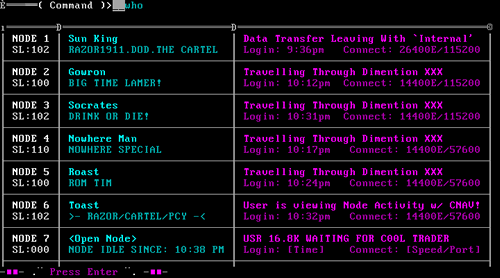 ( Command )>>who
NODE 1 Sun King Data Transfer Leaving With `Internal'
SL:102 RAZOR1911.DOD.THE CARTEL Login: 9:36pm Connect: 26400E/115200
NODE 2 Gowron Travelling Through Dimention XXX
SL:100 BIG TIME LAMER! Login: 10:12pm Connect: 14400E/115200
NODE 3 Socrates Travelling Through Dimention XXX
SL:102 DRINK OR DIE! Login: 10:31pm Connect: 14400E/115200
NODE 4 Nowhere Man Travelling Through Dimention XXX
SL:110 NOWHERE SPECIAL Login: 10:17pm Connect: 14400E/57600
NODE 5 Roast Travelling Through Dimention XXX
SL:100 ROM TIM Login: 10:24pm Connect: 14400E/57600
NODE 6 Toast User is viewing Node Activity w/ CNAV!
SL:102 >- RAZOR/CARTEL/PCY -< Login: 10:32pm Connect: 14400E/57600
NODE 7 <Open Node> USR 16.8K WAITING FOR COOL TRADER
SL:000 NODE IDLE SINCE: 10:38 PM Login: [Time] Connect: [Speed/Port]
Press Enter